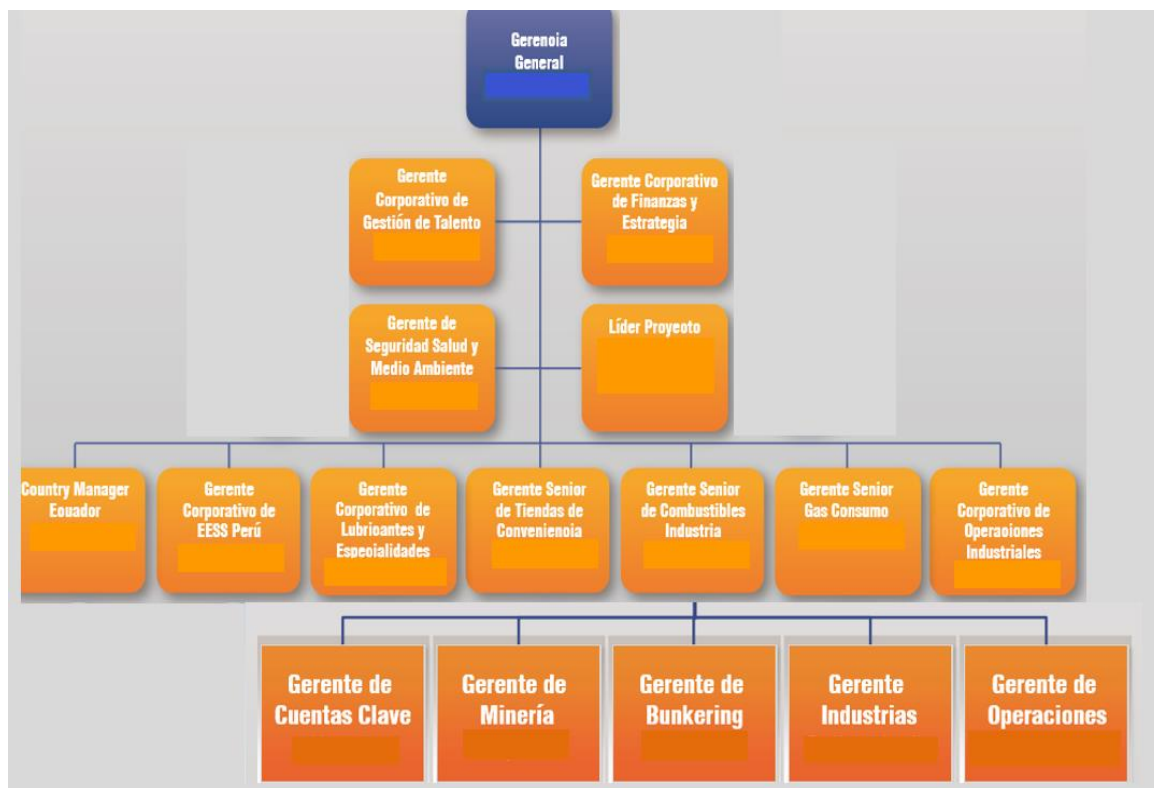 Gerenoia
General
Gerente
Corporativo de
Gestión de Talento
Gerente Corporativo
de Finanzas y
Estrategia
Gerente de
Seguridad Salud y
Medio Ambiente
Líder Proyeoto
Country Manager
Eouador
Gerente
Corporativo de
EESS Perú
Gerente
Corporativo de
Lubricantes y
Espeoialidades
Gerente Senior
de Tiendas de
Convenienoia
Gerente Senior
de Combustibles
Industria
Gerente Senior
Gas Consumo
Gerente
Corporativo de
Operaoiones
Industriales
Gerente de
Cuentas Clave
Gerente de
Minería
Gerente de
Bunkering
Gerente
Industrias
Gerente de
Operaciones